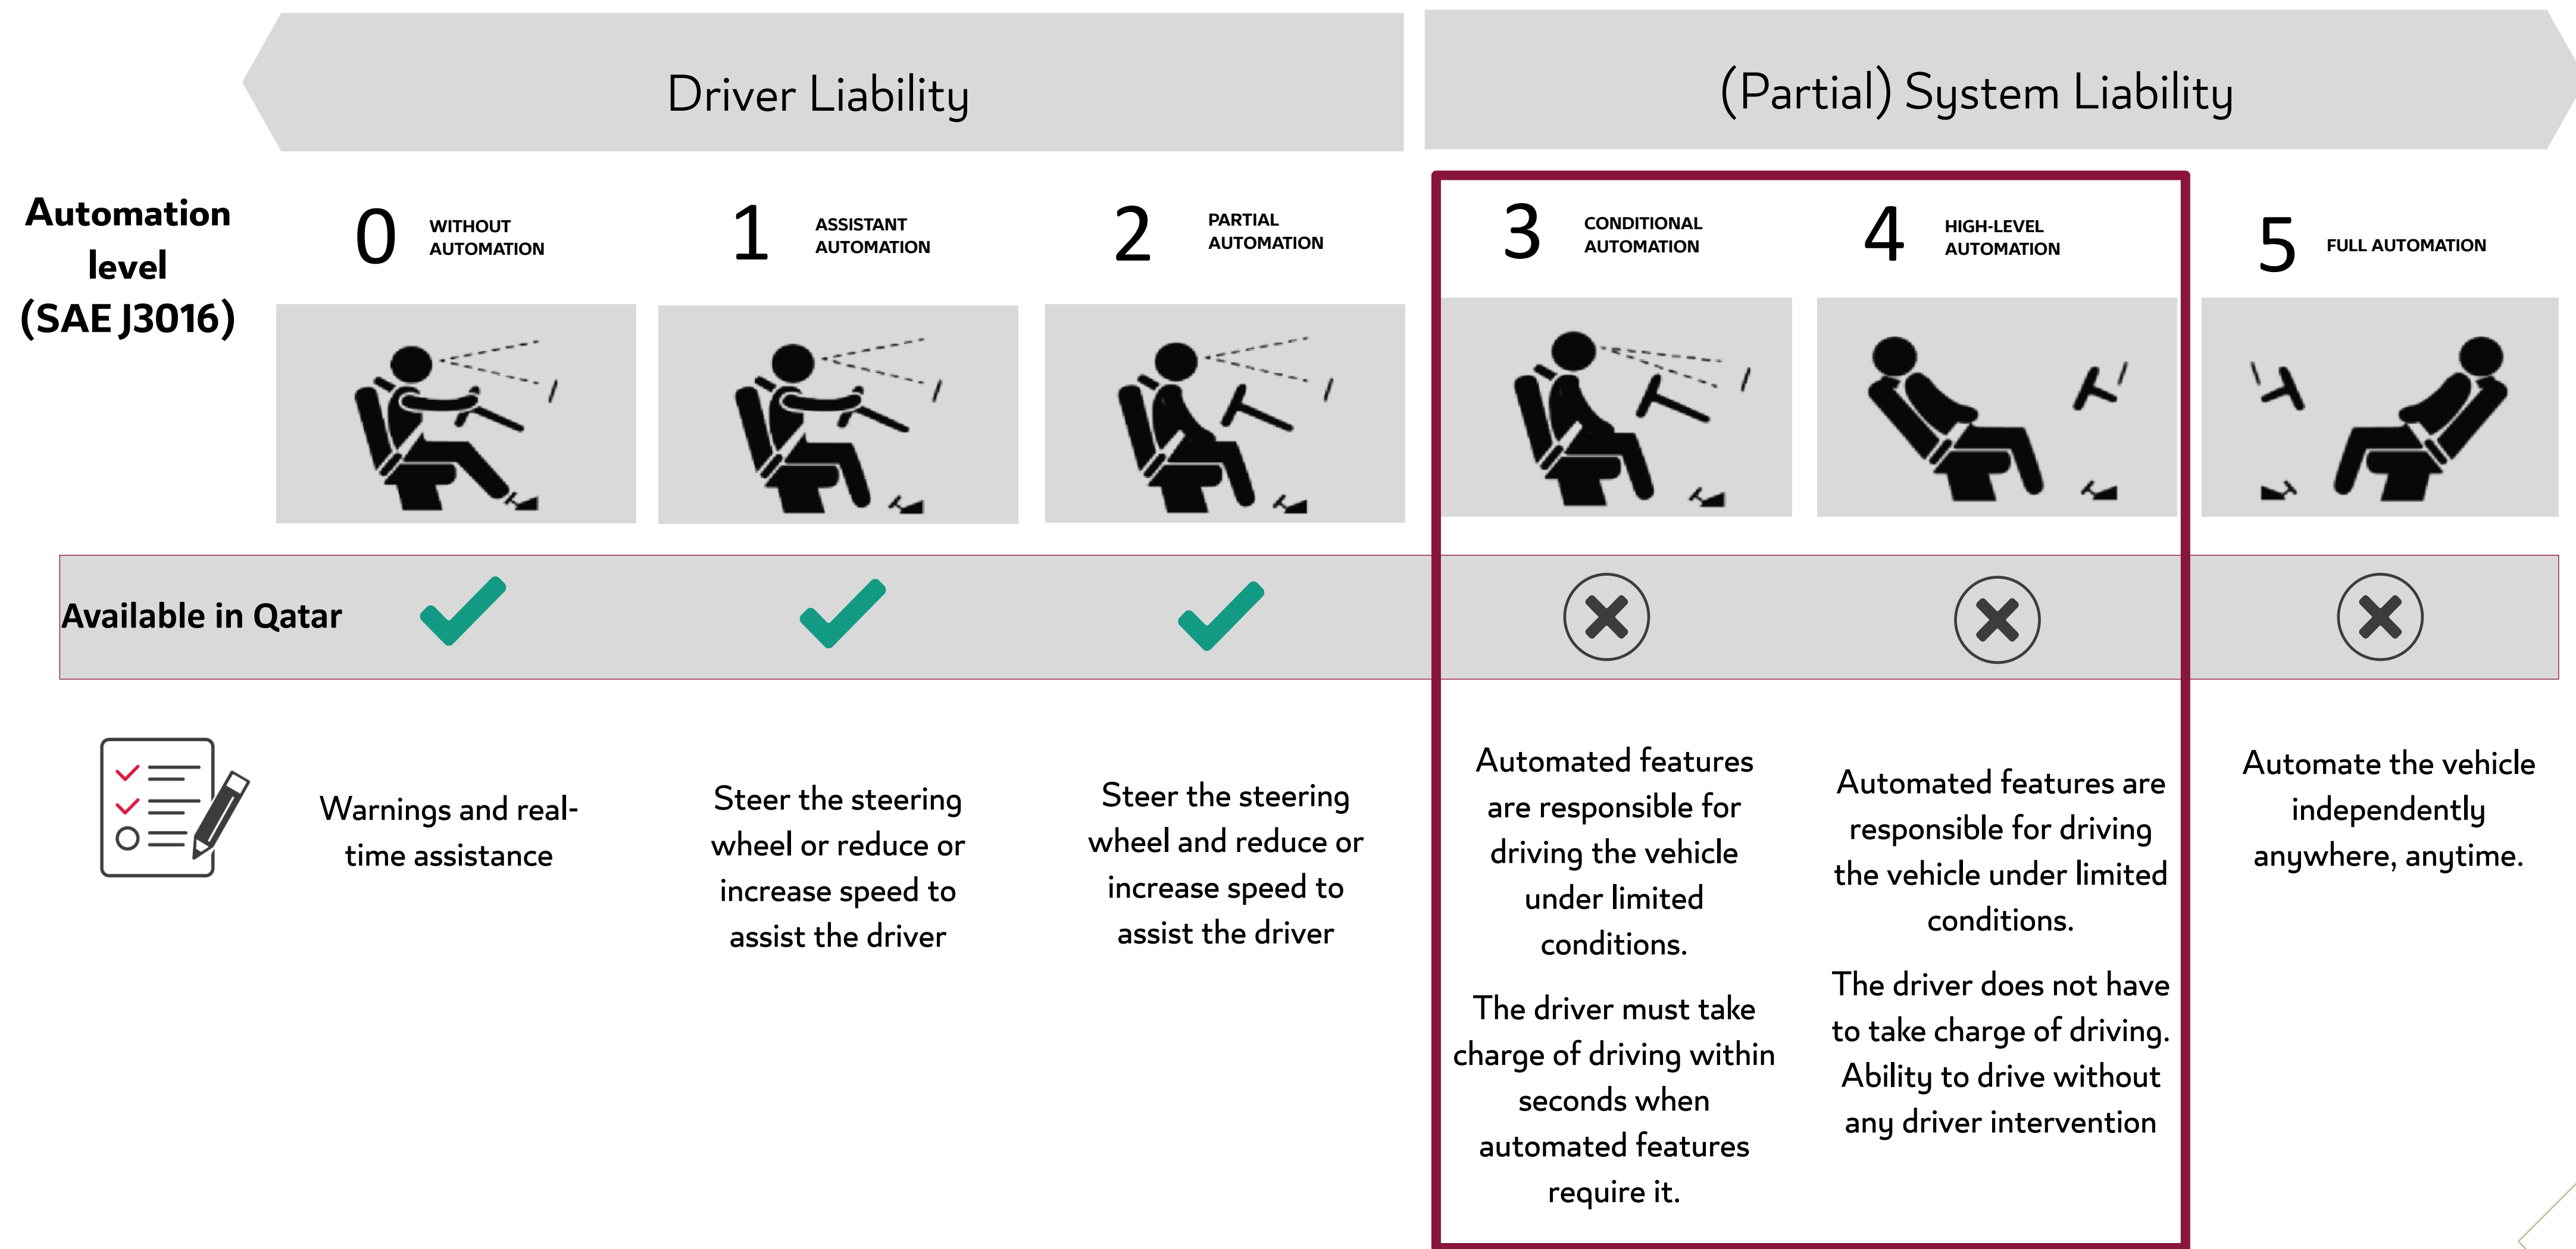 Driver Liability
(Partial) System Liability
Automation
level
(SAE J3016)
0
WITHOUT
AUTOMATION
1
ASSISTANT
AUTOMATION
2
PARTIAL
AUTOMATION
3
CONDITIONAL
AUTOMATION
4
HIGH-LEVEL
AUTOMATION
5
FULL AUTOMATION
Available in Qatar
Warnings and real-
time assistance
Steer the steering
wheel or reduce or
increase speed to
assist the driver
Steer the steering
wheel and reduce or
increase speed to
assist the driver
Automated features
are responsible for
driving the vehicle
under limited
conditions.
The driver must take
charge of driving within
seconds when
automated features
require it.
Automated features are
responsible for driving
the vehicle under limited
conditions.
The driver does not have
to take charge of driving.
Ability to drive without
any driver intervention
Automate the vehicle
independently
anywhere, anytime.